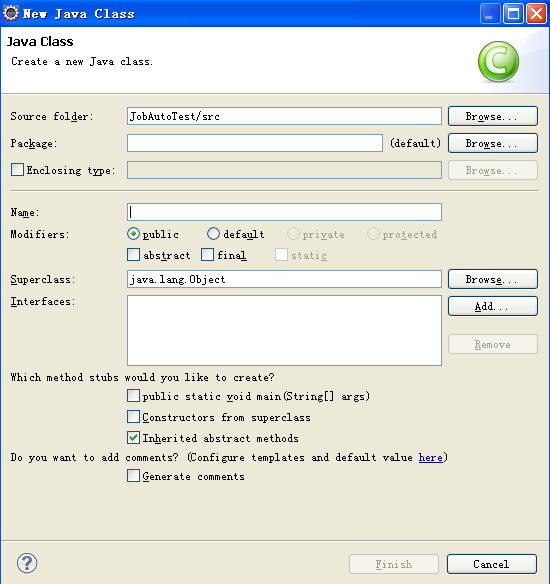 New Java Class
Java Class
Create a new Java class.
C
Source folder: JobAutoTest/src Browse...
Package: (default) Browse...
Enclosing type: Browse...
Name:
Modifiers: public default private protected
abstract final static
Superclass: java.lang.Object Browse...
Interfaces: Add...
Remove
Which method stubs would you like to create?
public static void main(String[] args)
Constructors from superclass
Inherited abstract methods
Do you want to add comments? (Configure templates and default value here)
Generate comments
? Finish Cancel